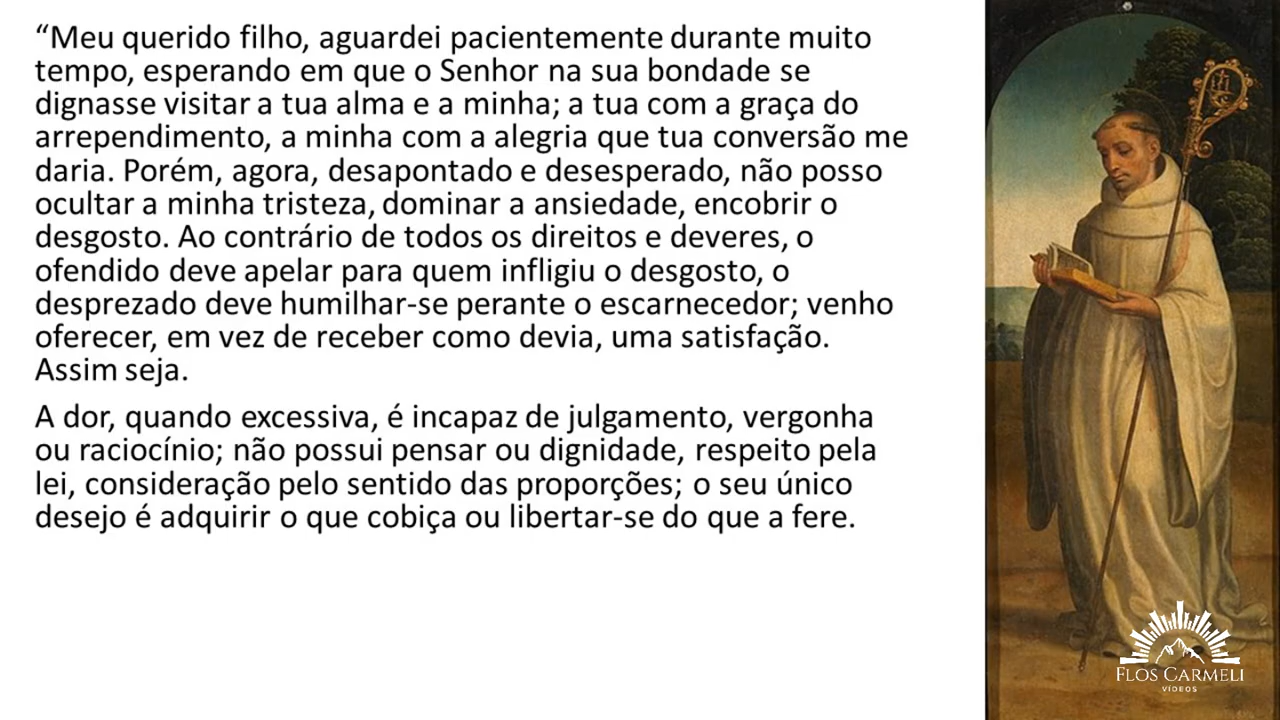 “Meu querido filho, aguardei pacientemente durante muito
tempo, esperando em que o Senhor na sua bondade se
dignasse visitar a tua alma e a minha; a tua com a graça do
arrependimento, a minha com a alegria que tua conversão me
daria. Porém, agora, desapontado e desesperado, não posso
ocultar a minha tristeza, dominar a ansiedade, encobrir o
desgosto. Ao contrário de todos os direitos e deveres, o
ofendido deve apelar para quem infligiu o desgosto, o
desprezado deve humilhar-se perante o escarnecedor; venho
oferecer, em vez de receber como devia, uma satisfação.
Assim seja.
A dor, quando excessiva, é incapaz de julgamento, vergonha
ou raciocínio; não possui pensar ou dignidade, respeito pela
lei, consideração pelo sentido das proporções; o seu único
desejo é adquirir o que cobiça ou libertar-se do que a fere.
FLOS CARMELI
VÍDEOS